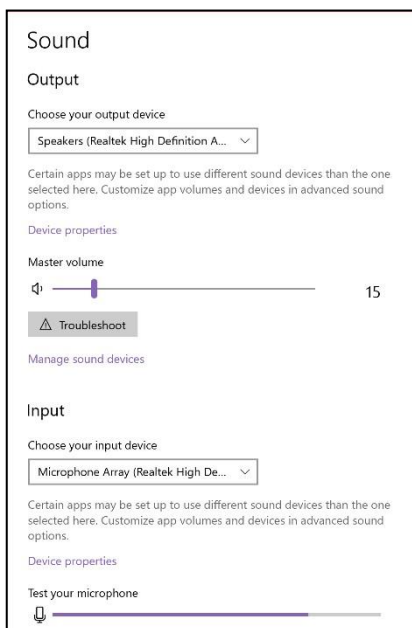 Sound
Output
Choose your output device
Speakers (Realtek High Definition A...
Certain apps may be set up to use different sound devices than the one
selected here. Customize app volumes and devices in advanced sound
options.
Device properties
Master volume
15
Troubleshoot
Manage sound devices
Input
Choose your input device
Microphone Array (Realtek High De...
Certain apps may be set up to use different sound devices than the one
selected here. Customize app volumes and devices in advanced sound
options.
Device properties
Test your microphone